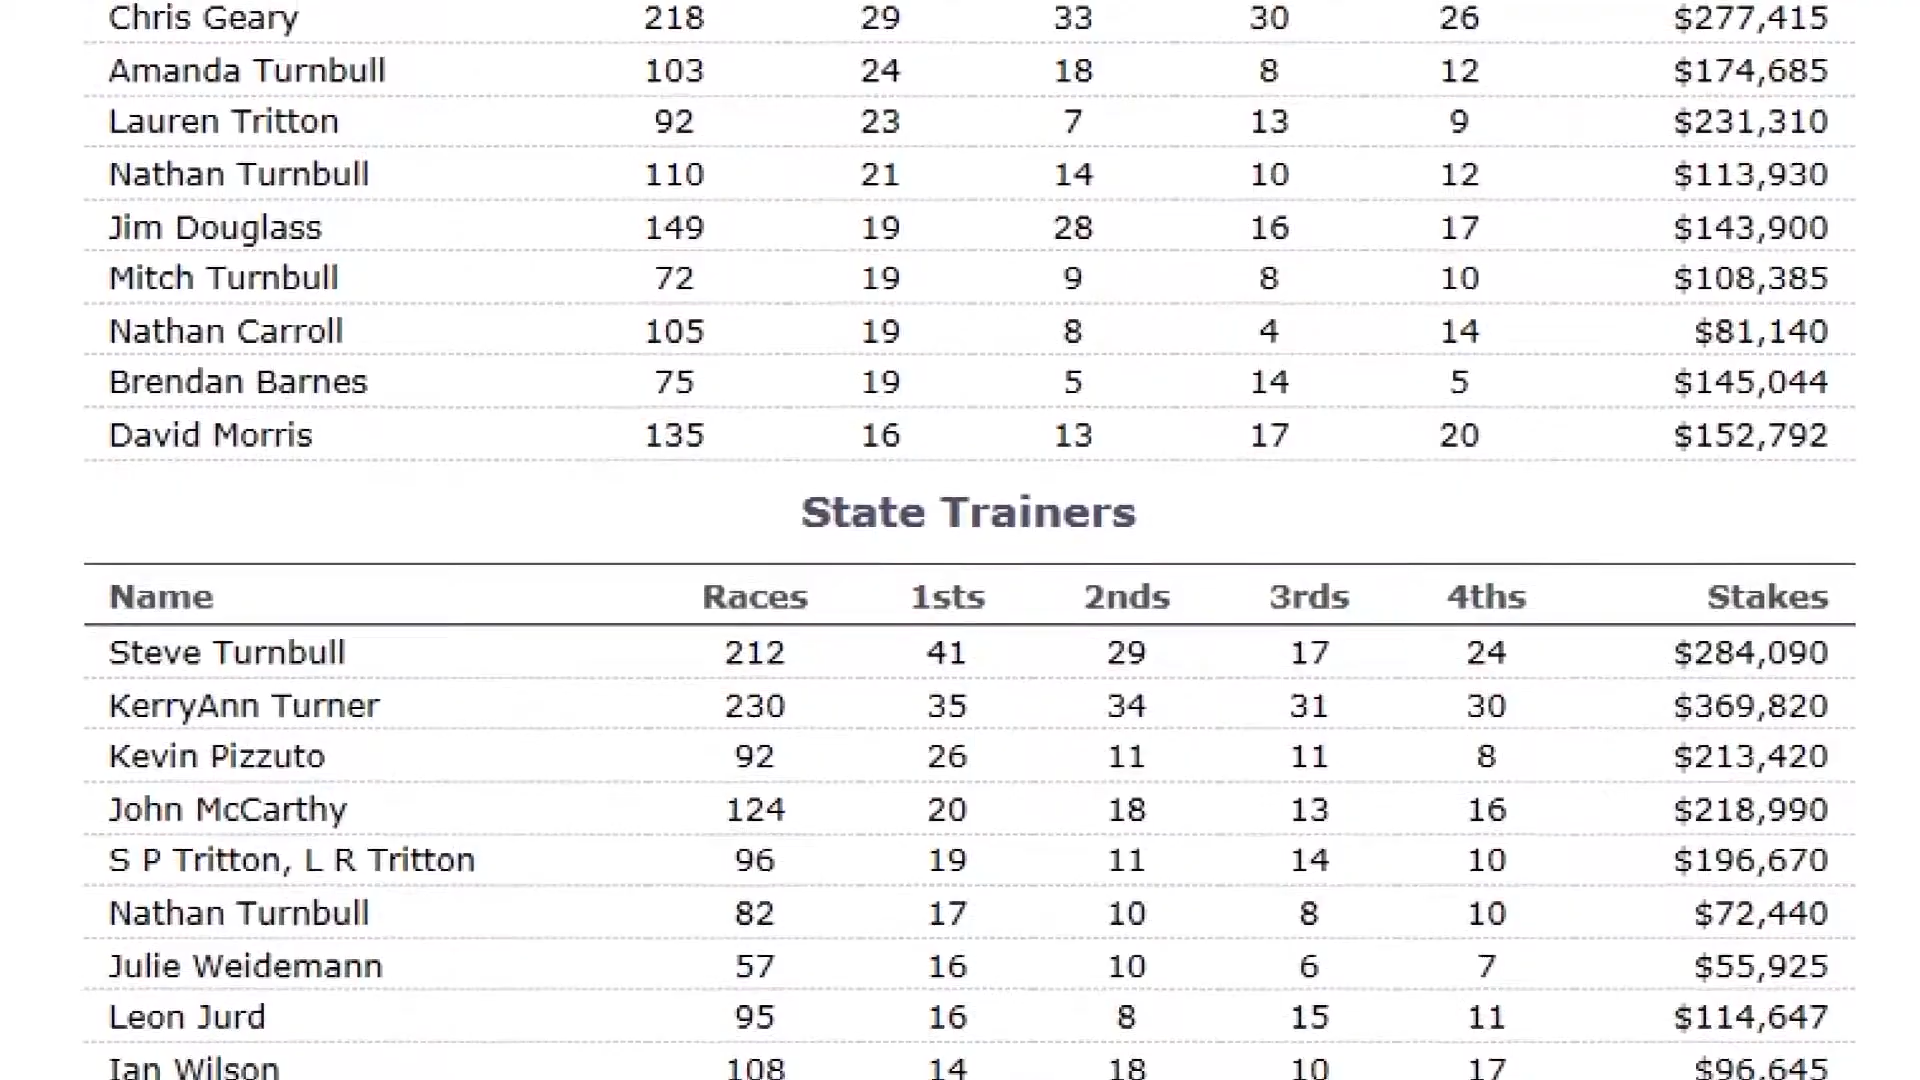 Chris Geary 218 29 33 30 26 $277,415
Amanda Turnbull 103 24 18 8 12 $174,685
Lauren Tritton 92 23 7 13 9 $231,310
Nathan Turnbull 110 21 14 10 12 $113,930
Jim Douglass 149 19 28 16 17 $143,900
Mitch Turnbull 72 19 9 8 10 $108,385
Nathan Carroll 105 19 8 4 14 $81,140
Brendan Barnes 75 19 5 14 5 $145,044
David Morris 135 16 13 17 20 $152,792
State Trainers
Name Races 1sts 2nds 3rds 4ths Stakes
Steve Turnbull 212 41 29 17 24 $284,090
KerryAnn Turner 230 35 34 31 30 $369,820
Kevin Pizzuto 92 26 11 11 8 $213,420
John McCarthy 124 20 18 13 16 $218,990
S P Tritton, L R Tritton 96 19 11 14 10 $196,670
Nathan Turnbull 82 17 10 8 10 $72,440
Julie Weidemann 57 16 10 6 7 $55,925
Leon Jurd 95 16 8 15 11 $114,647
Ian Wilson 108 14 18 10 17 $96,645